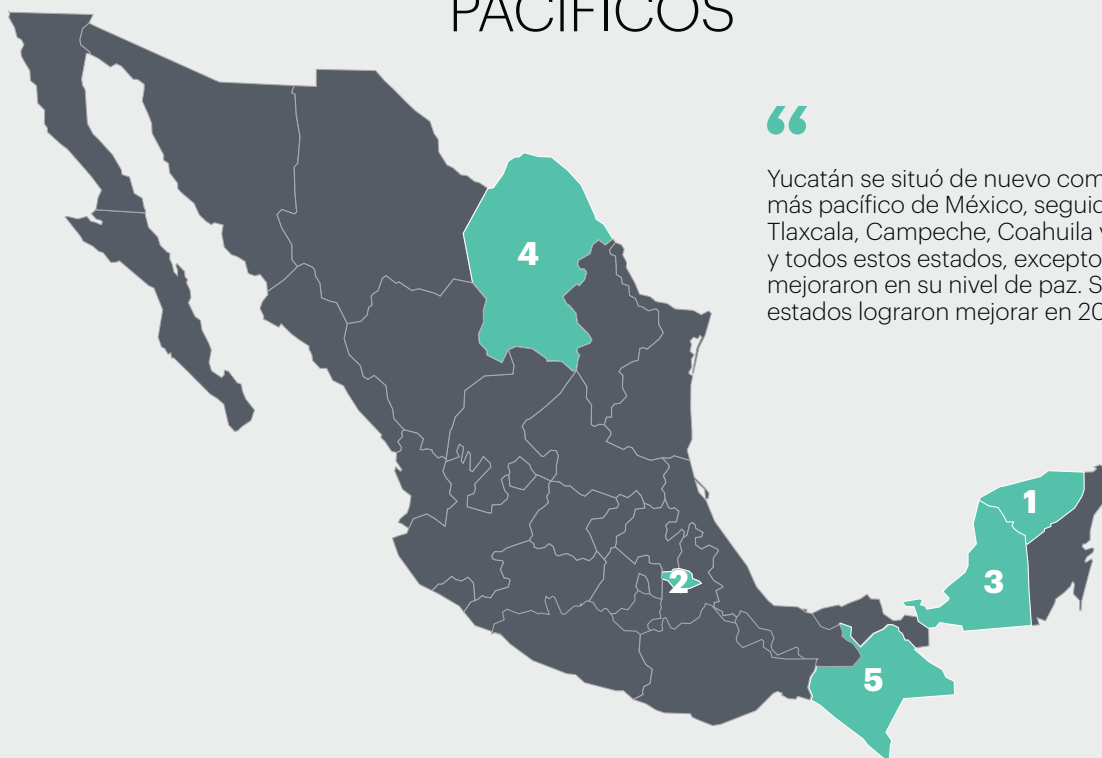 PACÍFICOS
“
Yucatán se situó de nuevo com
más pacífico de México, seguid
Tlaxcala, Campeche, Coahuila
y todos estos estados, excepto
mejoraron en su nivel de paz. S
estados lograron mejorar en 20
4
1
2
3
5